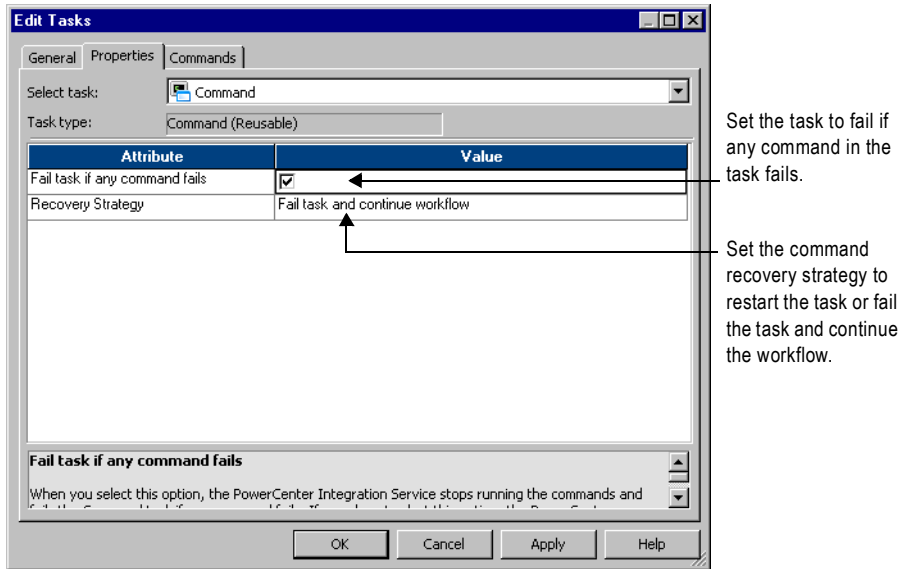 Edit Tasks
General Properties Commands
Select task: Command
Task type: Command (Reusable)
Attribute Value
Fail task if any command fails
Recovery Strategy Fail task and continue workflow
Fail task if any command fails
When you select this option, the PowerCenter Integration Service stops running the commands and
OK Cancel Apply Help
Set the task to fail if
any command in the
task fails.
Set the command
recovery strategy to
restart the task or fail
the task and continue
the workflow.